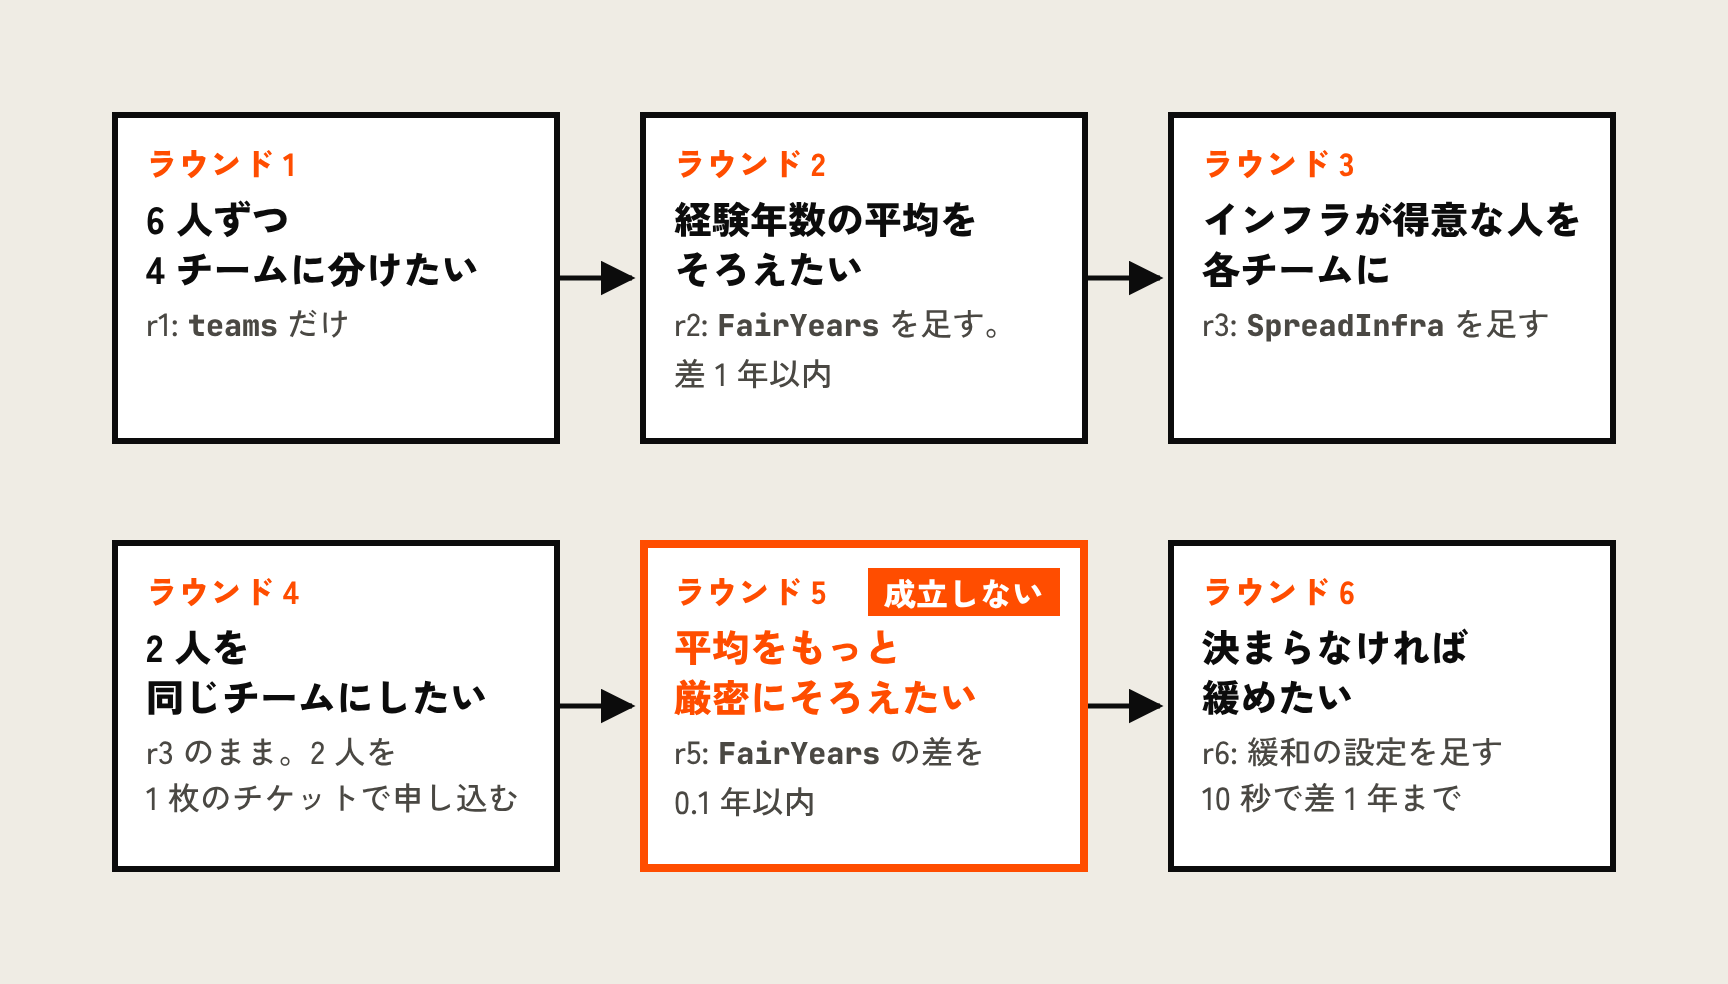 ラウンド 1
6 人ずつ
4 チームに分けたい
r1: teams だけ
ラウンド 2
経験年数の平均を
そろえたい
r2: FairYears を足す。
差 1 年以内
ラウンド 3
インフラが得意な人を
各チームに
r3: SpreadInfra を足す
ラウンド 4
2 人を
同じチームにしたい
r3 のまま。2 人を
1 枚のチケットで申し込む
ラウンド 5
成立しない
平均をもっと
厳密にそろえたい
r5: FairYears の差を
0.1 年以内
ラウンド 6
決まらなければ
緩めたい
r6: 緩和の設定を足す
10 秒で差 1 年まで